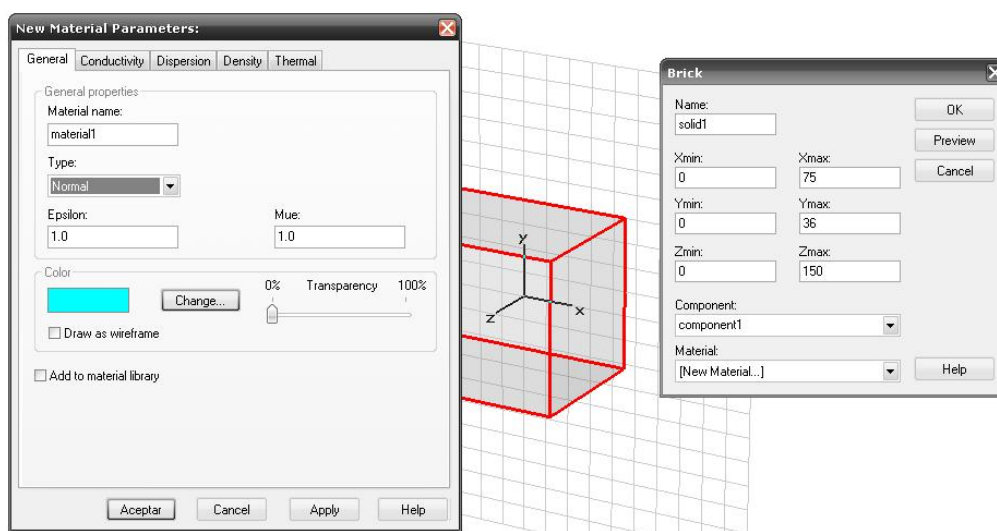 New Material Parameters:
General Conductivity Dispersion Density Thermal
General properties
Material name:
material1
Type:
Normal
Epsilon: Mue:
1.0 1.0
Color
Change...
0% Transparency 100%
Draw as wireframe
Add to material library
Aceptar Cancel Apply Help
y
z x
Brick
Name:
solid1
OK
Preview
Cancel
Xmin: Xmax:
0 75
Ymin: Ymax:
0 36
Zmin: Zmax:
0 150
Component:
component1
Material:
[New Material...]
Help